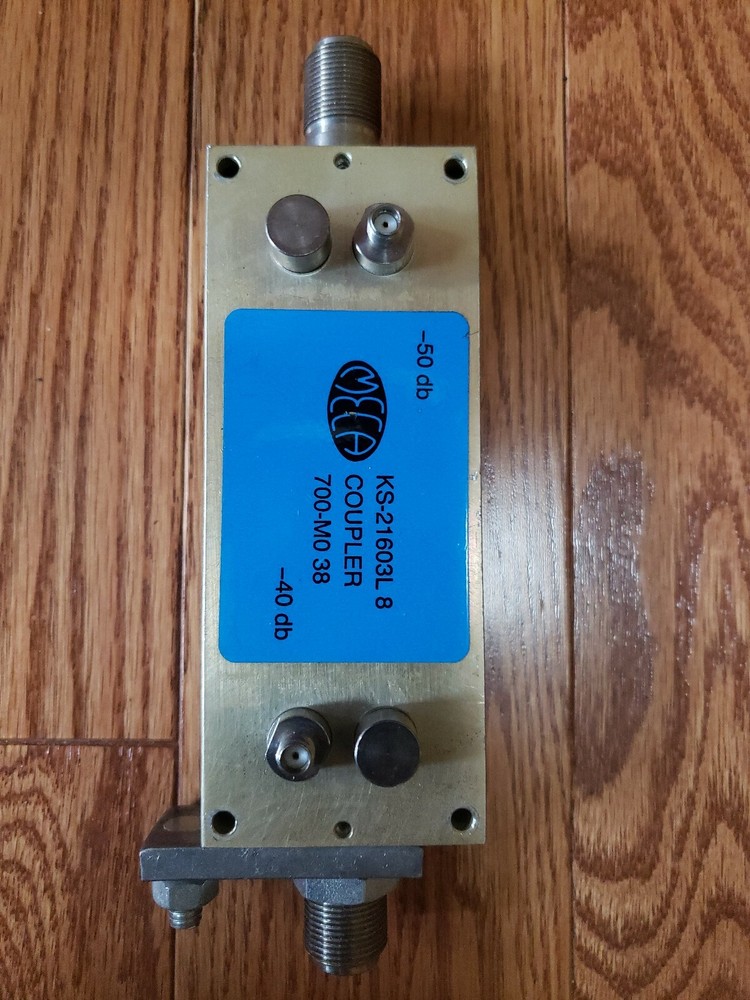 -50 db
MECA
KS-21603L 8
COUPLER
700-M0 38
-40 db